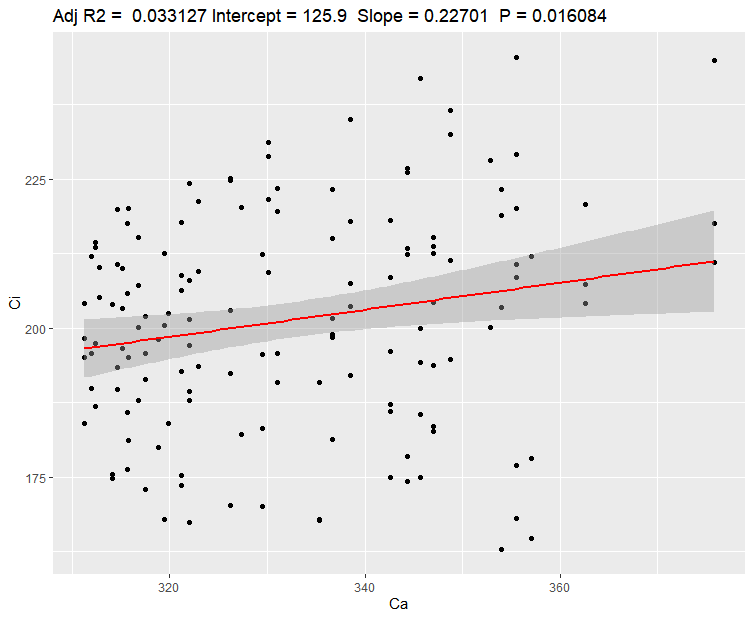 Adj R2 =  0.033127 Intercept = 125.9  Slope = 0.22701  P = 0.016084
Ci
225
200
175
320 340 360
Ca